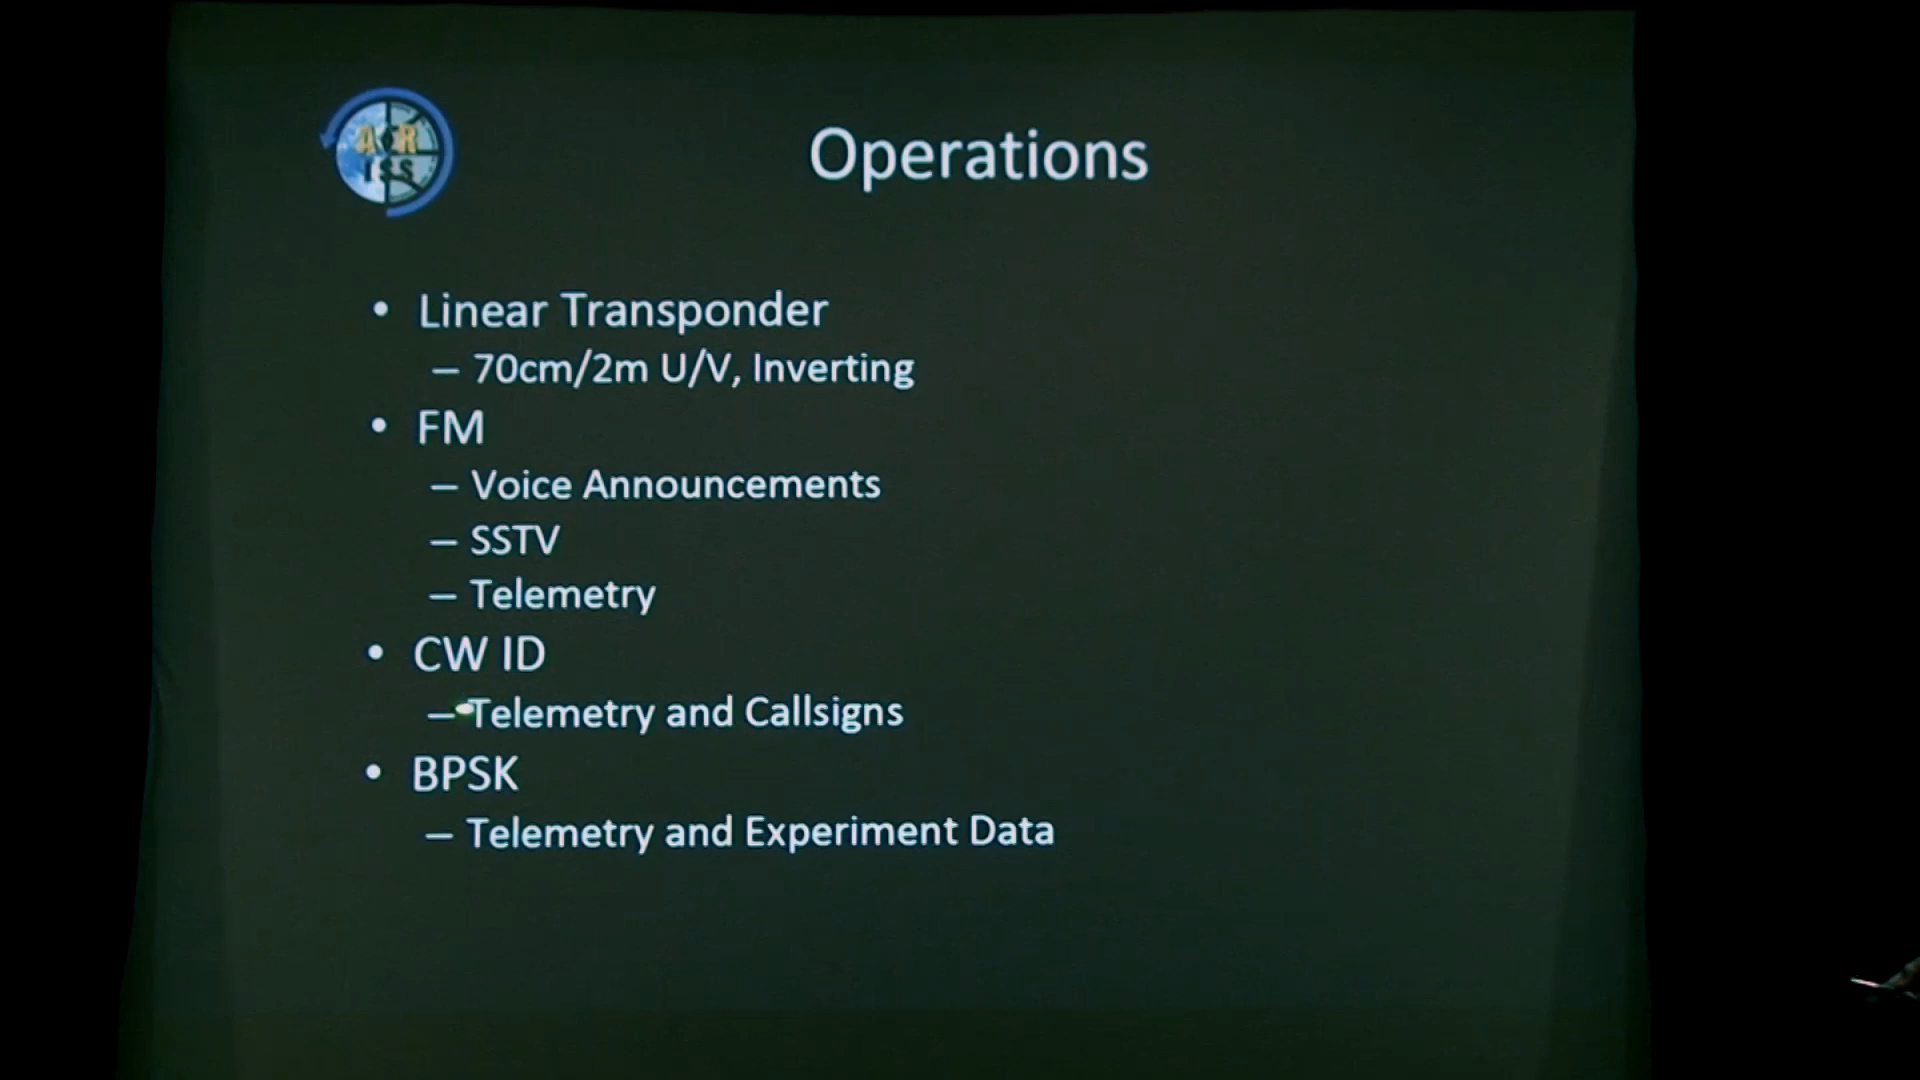 ARISS
Operations
• Linear Transponder
– 70cm/2m U/V, Inverting
• FM
– Voice Announcements
– SSTV
– Telemetry
• CW ID
– Telemetry and Callsigns
• BPSK
– Telemetry and Experiment Data